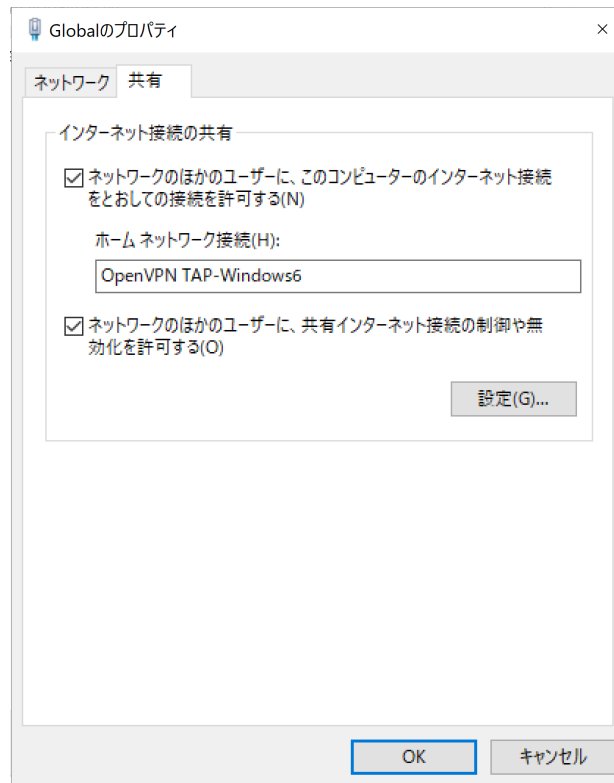 Globalのプロパティ
ネットワーク
共有
インターネット接続の共有
ネットワークのほかのユーザーに、このコンピューターのインターネット接続
をとおしての接続を許可する(N)
ホーム ネットワーク接続(H):
OpenVPN TAP-Windows6
ネットワークのほかのユーザーに、共有インターネット接続の制御や無
効化を許可する(O)
設定(G)...
OK
キャンセル